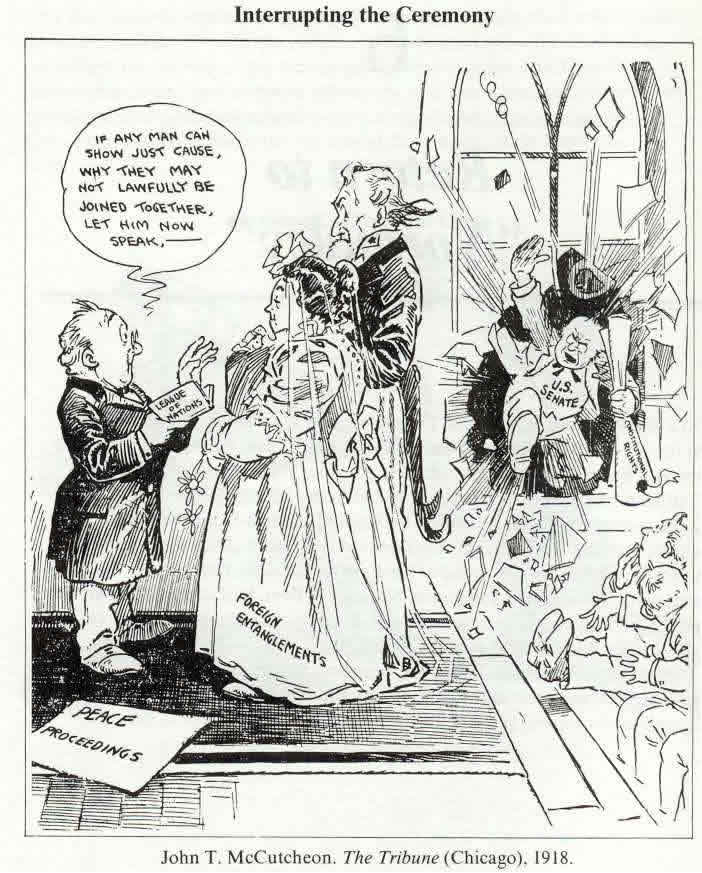 Interrupting the Ceremony
IF ANY MAN CAN
SHOW JUST CAUSE,
WHY THEY MAY
NOT LAWFULLY BE
JOINED TOGETHER,
LET HIM NOW
SPEAK,—
LEAGUE
OF
NATIONS
U.S.
SENATE
CONSTITUTIONAL
RIGHTS
FOREIGN
ENTANGLEMENTS
PEACE
PROCEEDINGS
John T. McCutcheon. The Tribune (Chicago), 1918.